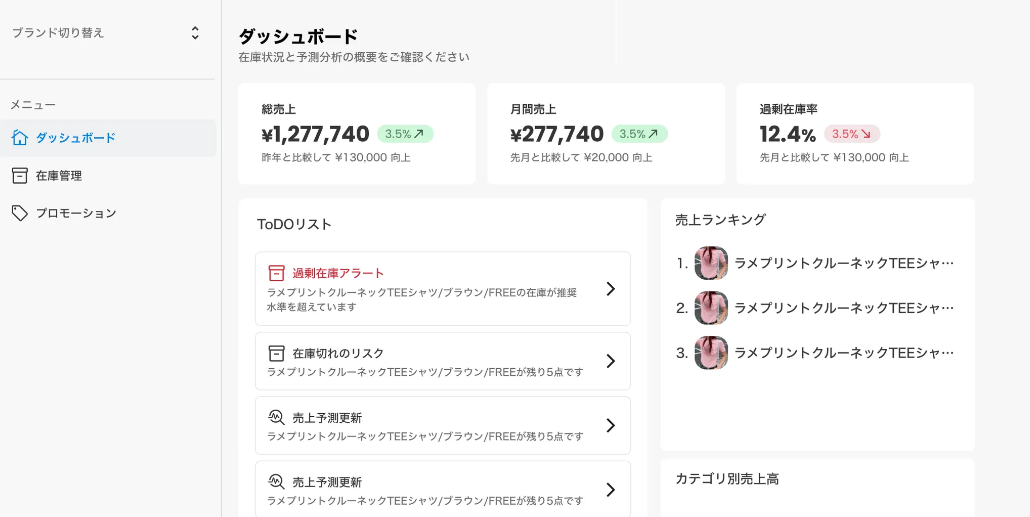 ブランド切り替え
メニュー
ダッシュボード
在庫管理
プロモーション
ダッシュボード
在庫状況と予測分析の概要をご確認ください
総売上
¥1,277,740 3.5%
昨年と比較して ¥130,000 向上
月間売上
¥277,740 3.5%
先月と比較して ¥20,000 向上
過剰在庫率
12.4% 3.5%
先月と比較して ¥130,000 向上
ToDOリスト
過剰在庫アラート
ラメプリントクルーネックTEEシャツ/ブラウン/FREEの在庫が推奨
水準を超えています
在庫切れのリスク
ラメプリントクルーネックTEEシャツ/ブラウン/FREEが残り5点です
売上予測更新
ラメプリントクルーネックTEEシャツ/ブラウン/FREEが残り5点です
売上予測更新
ラメプリントクルーネックTEEシャツ/ブラウン/FREEが残り5点です
売上ランキング
1. ラメプリントクルーネックTEEシャ…
2. ラメプリントクルーネックTEEシャ…
3. ラメプリントクルーネックTEEシャ…
カテゴリ別売上高